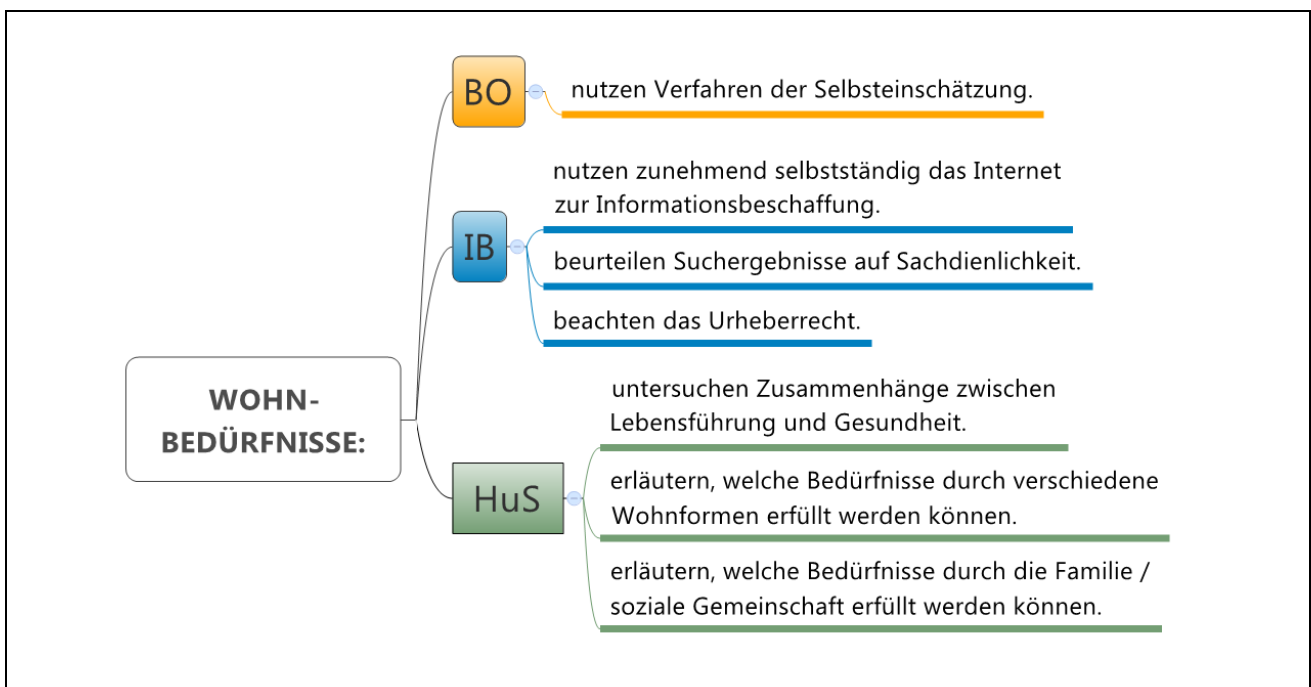 WOHN-
BEDÜRFNISSE:
BO
nutzen Verfahren der Selbsteinschätzung.
IB
nutzen zunehmend selbstständig das Internet
zur Informationsbeschaffung.
beurteilen Suchergebnisse auf Sachdienlichkeit.
beachten das Urheberrecht.
HuS
untersuchen Zusammenhänge zwischen
Lebensführung und Gesundheit.
erläutern, welche Bedürfnisse durch verschiedene
Wohnformen erfüllt werden können.
erläutern, welche Bedürfnisse durch die Familie /
soziale Gemeinschaft erfüllt werden können.